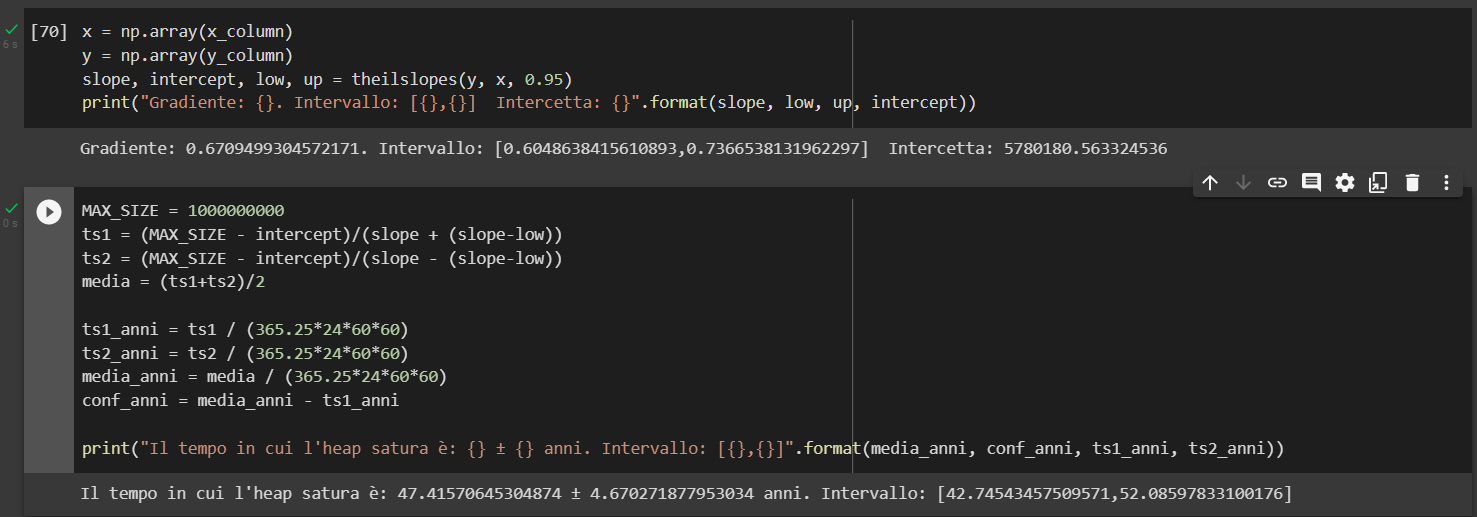 [70] x = np.array(x_column)
y = np.array(y_column)
slope, intercept, low, up = theilslopes(y, x, 0.95)
print("Gradiente: {}. Intervallo: [{},{}]  Intercetta: {}".format(slope, low, up, intercept))
6 s
Gradiente: 0.6709499304572171. Intervallo: [0.6048638415610893,0.7366538131962297]  Intercetta: 5780180.563324536
MAX_SIZE = 1000000000
0 s
ts1 = (MAX_SIZE - intercept)/(slope + (slope-low))
ts2 = (MAX_SIZE - intercept)/(slope - (slope-low))
media = (ts1+ts2)/2
ts1_anni = ts1 / (365.25*24*60*60)
ts2_anni = ts2 / (365.25*24*60*60)
media_anni = media / (365.25*24*60*60)
conf_anni = media_anni - ts1_anni
print("Il tempo in cui l'heap satura è: {} ± {} anni. Intervallo: [{},{}]".format(media_anni, conf_anni, ts1_anni, ts2_anni))
Il tempo in cui l'heap satura è: 47.41570645304874 ± 4.670271877953034 anni. Intervallo: [42.74543457509571,52.08597833100176]